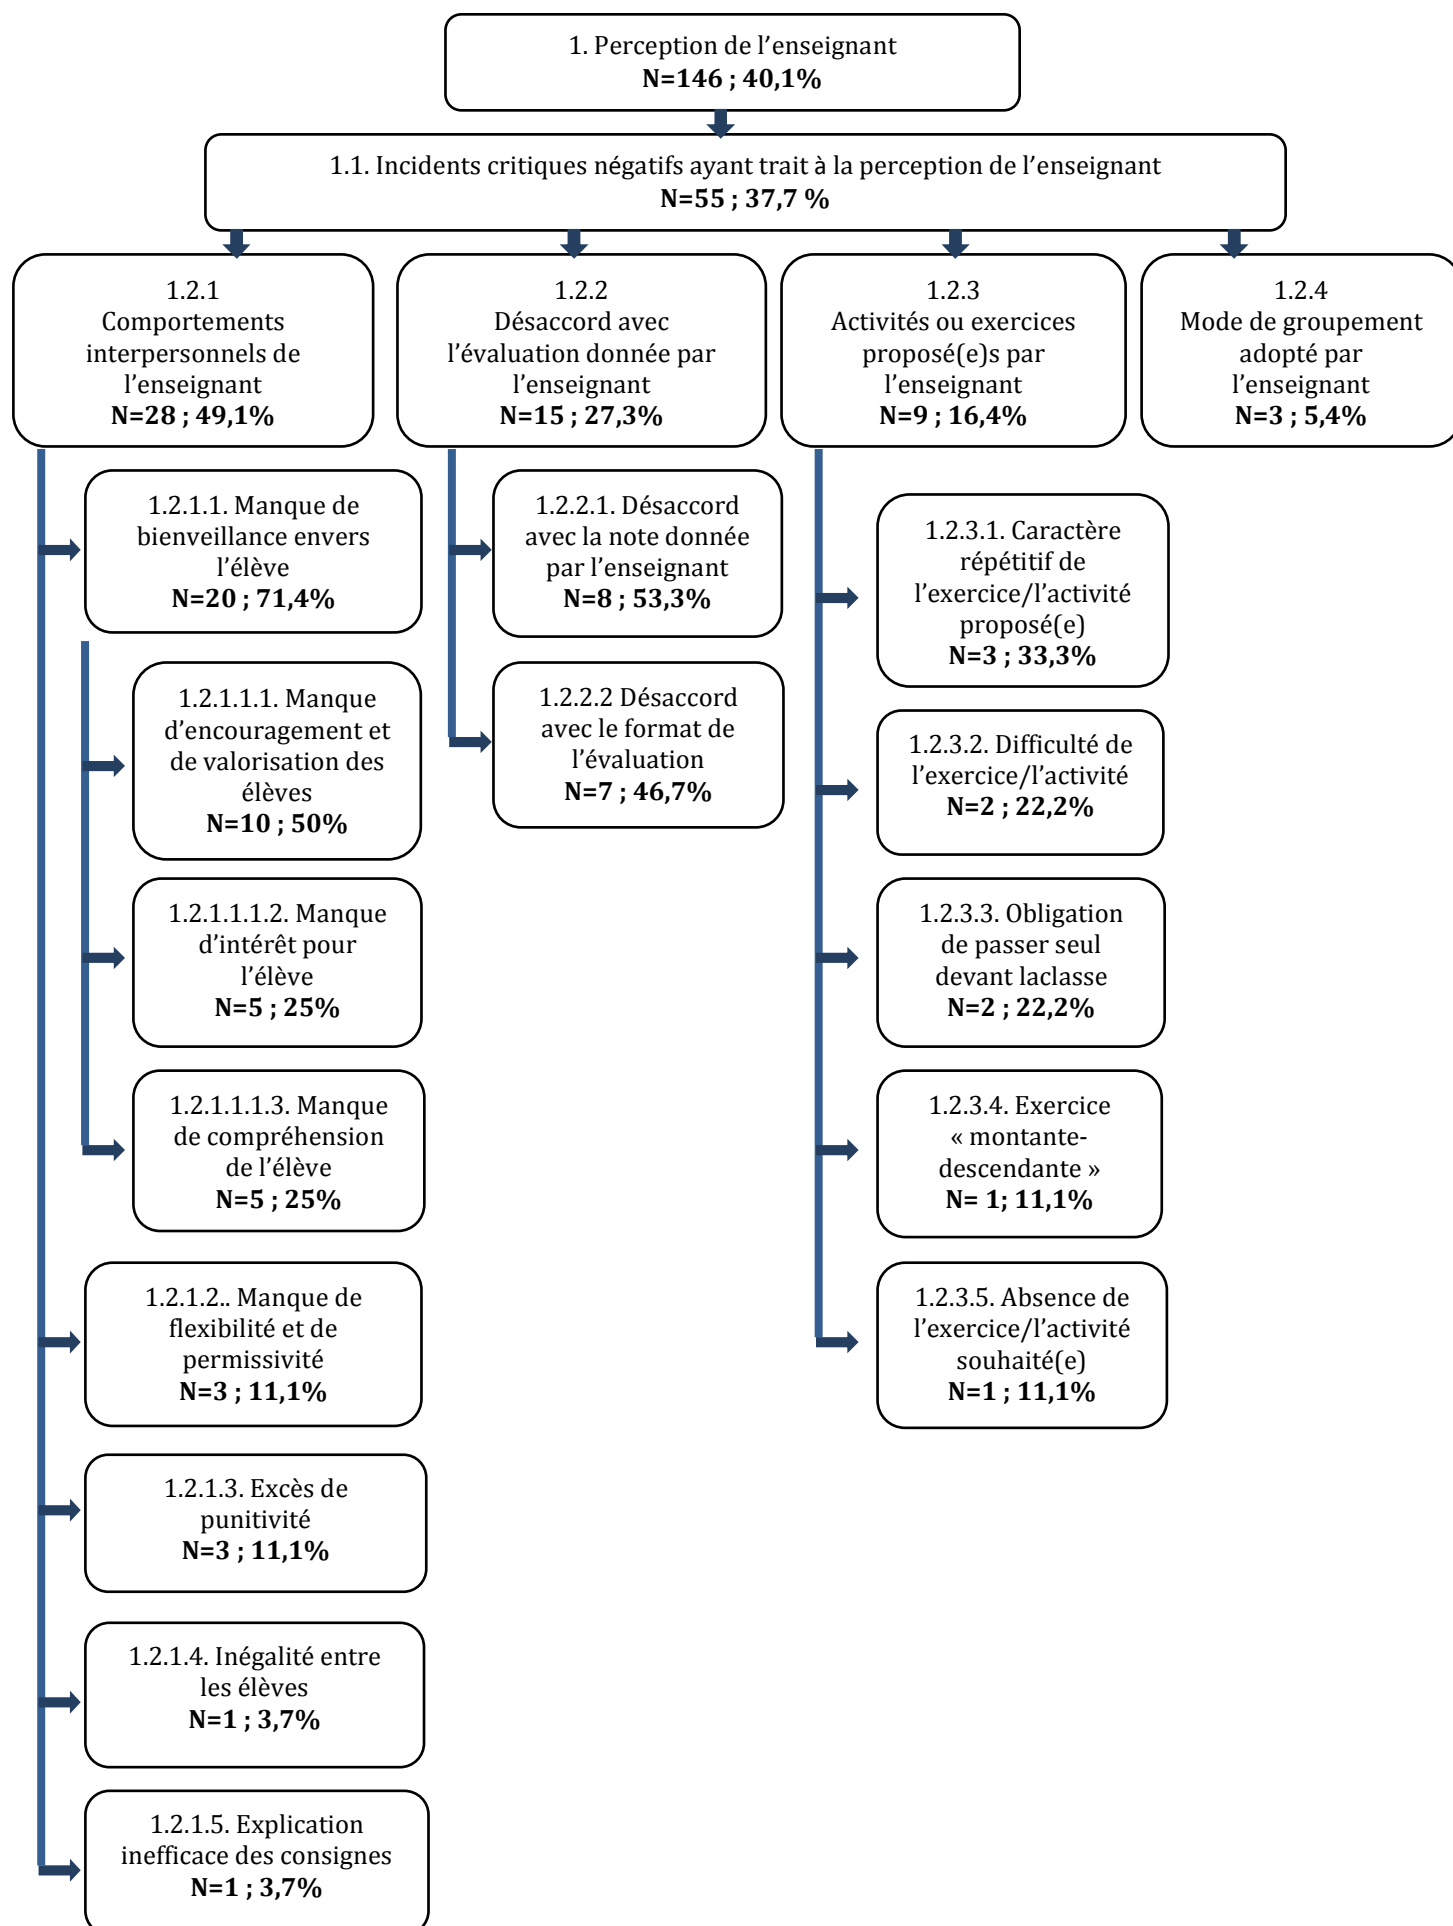 1. Perception de l’enseignant
N=146 ; 40,1%
1.1. Incidents critiques négatifs ayant trait à la perception de l’enseignant
N=55 ; 37,7 %
1.2.1
Comportements
interpersonnels de
l’enseignant
N=28 ; 49,1%
1.2.2
Désaccord avec
l’évaluation donnée par
l’enseignant
N=15 ; 27,3%
1.2.3
Activités ou exercices
proposé(e)s par
l’enseignant
N=9 ; 16,4%
1.2.4
Mode de groupement
adopté par
l’enseignant
N=3 ; 5,4%
1.2.1.1. Manque de
bienveillance envers
l’élève
N=20 ; 71,4%
1.2.1.1.1. Manque
d’encouragement et
de valorisation des
élèves
N=10 ; 50%
1.2.1.1.1.2. Manque
d’intérêt pour
l’élève
N=5 ; 25%
1.2.1.1.1.3. Manque
de compréhension
de l’élève
N=5 ; 25%
1.2.1.2.. Manque de
flexibilité et de
permissivité
N=3 ; 11,1%
1.2.1.3. Excès de
punitivité
N=3 ; 11,1%
1.2.1.4. Inégalité entre
les élèves
N=1 ; 3,7%
1.2.1.5. Explication
inefficace des consignes
N=1 ; 3,7%
1.2.2.1. Désaccord
avec la note donnée
par l’enseignant
N=8 ; 53,3%
1.2.2.2 Désaccord
avec le format de
l’évaluation
N=7 ; 46,7%
1.2.3.1. Caractère
répétitif de
l’exercice/l’activité
proposé(e)
N=3 ; 33,3%
1.2.3.2. Difficulté de
l’exercice/l’activité
N=2 ; 22,2%
1.2.3.3. Obligation
de passer seul
devant laclasse
N=2 ; 22,2%
1.2.3.4. Exercice
« montante-
descendante »
N= 1; 11,1%
1.2.3.5. Absence de
l’exercice/l’activité
souhaité(e)
N=1 ; 11,1%